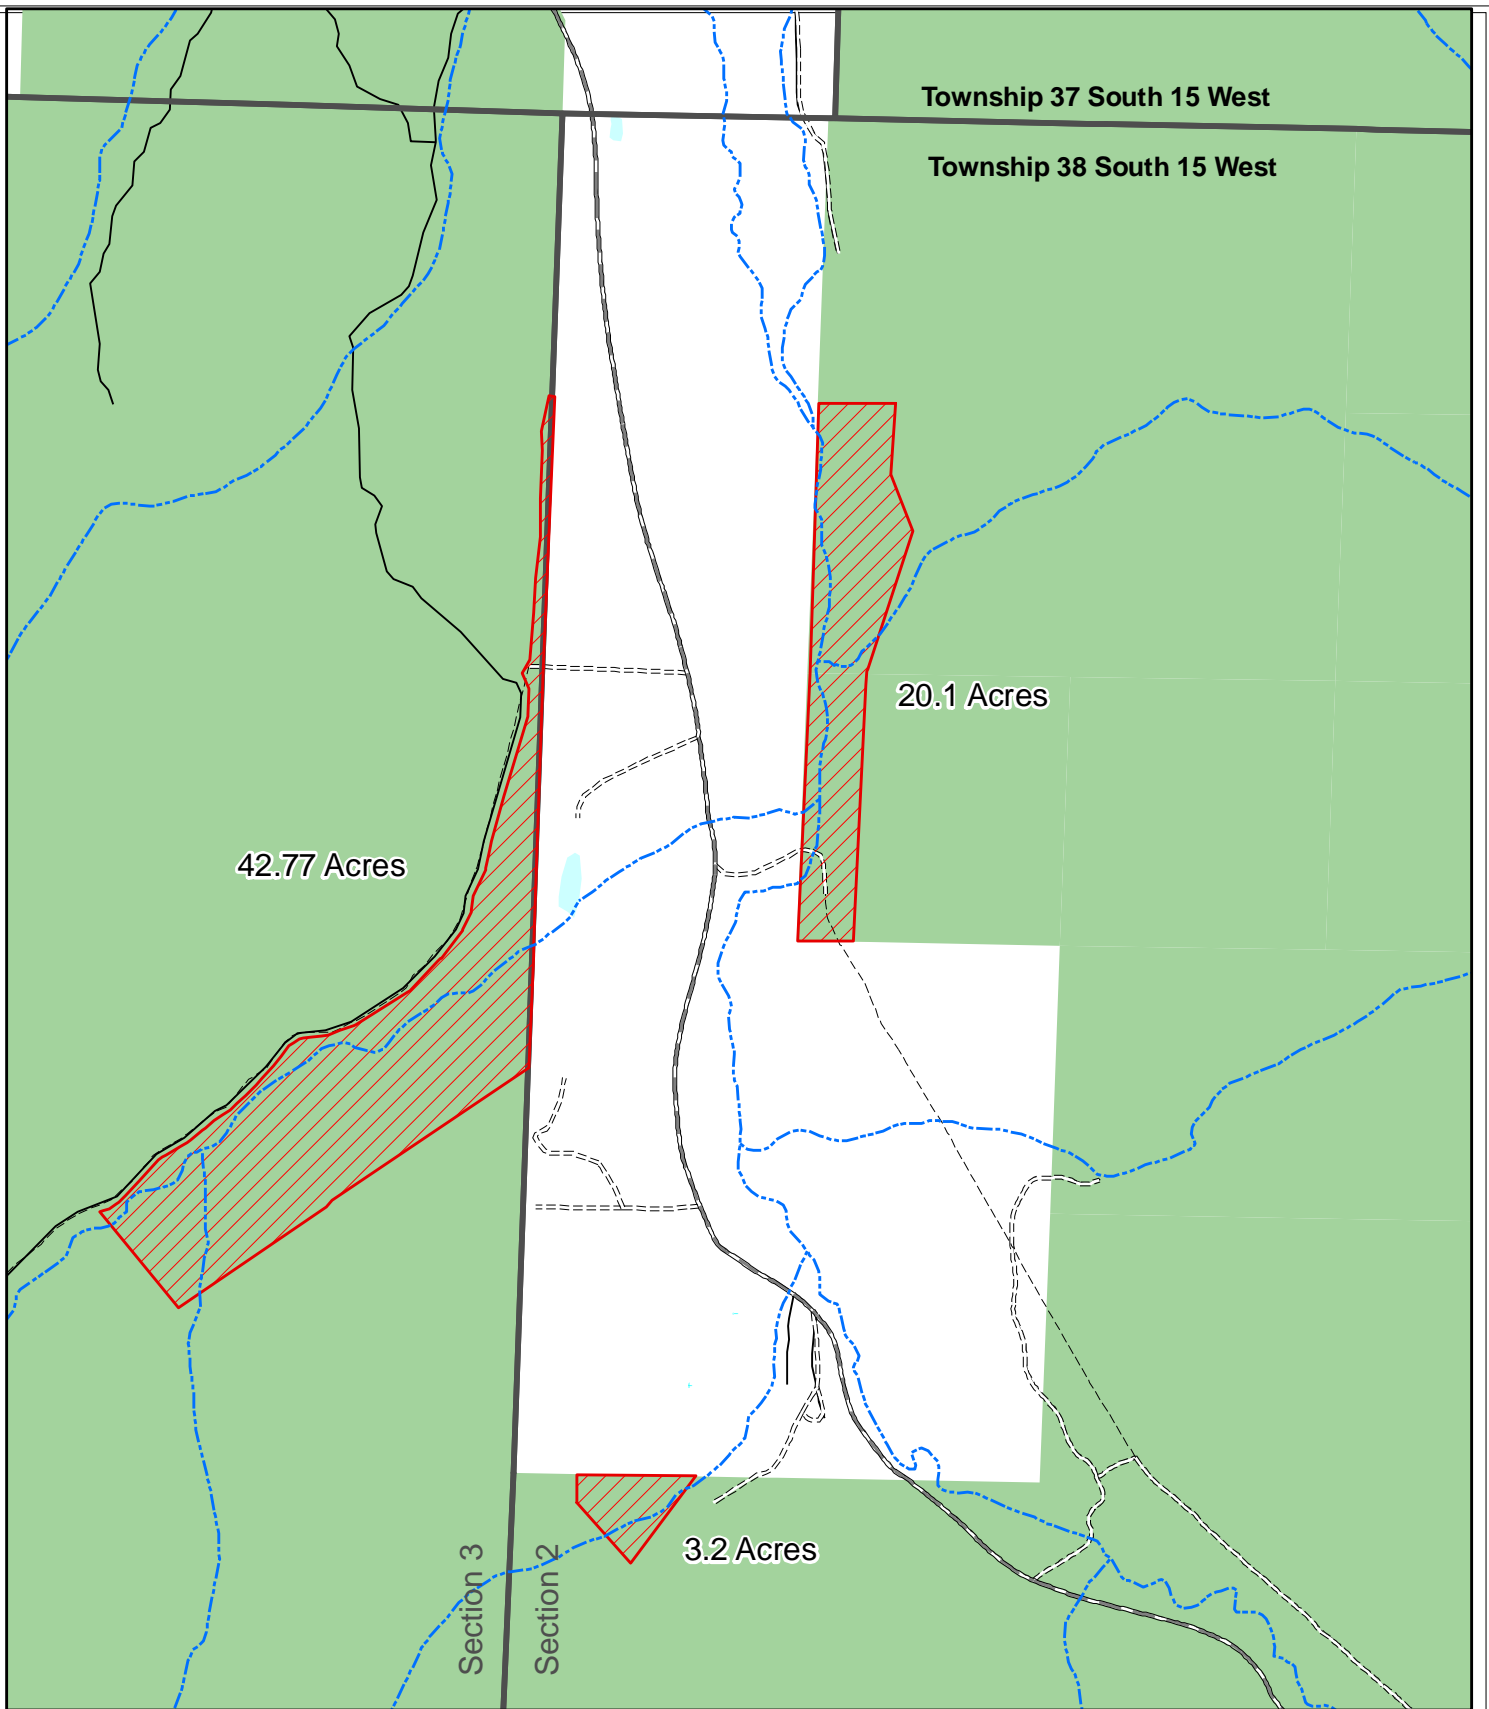 Township 37 South 15 West
Township 38 South 15 West
20.1 Acres
42.77 Acres
3.2 Acres
Section 3
Section 2